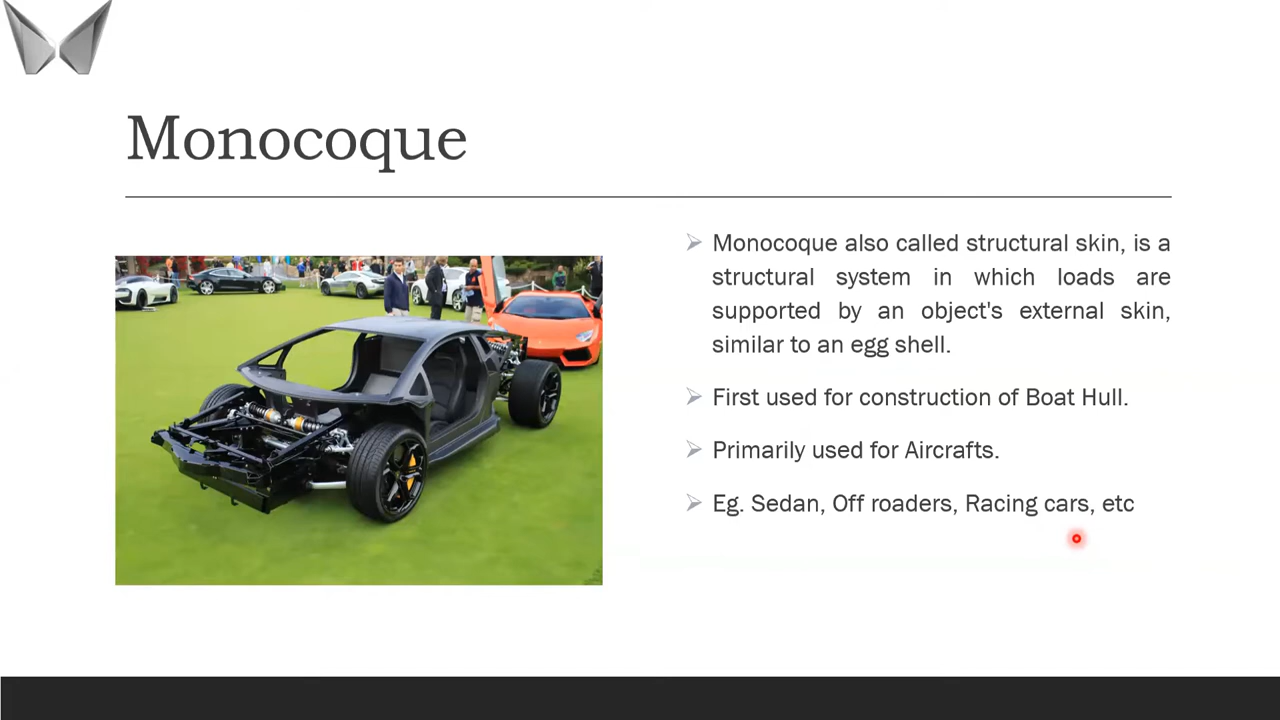 Monocoque
Monocoque also called structural skin, is a
structural system in which loads are
supported by an object's external skin,
similar to an egg shell.
First used for construction of Boat Hull.
Primarily used for Aircrafts.
Eg. Sedan, Off roaders, Racing cars, etc